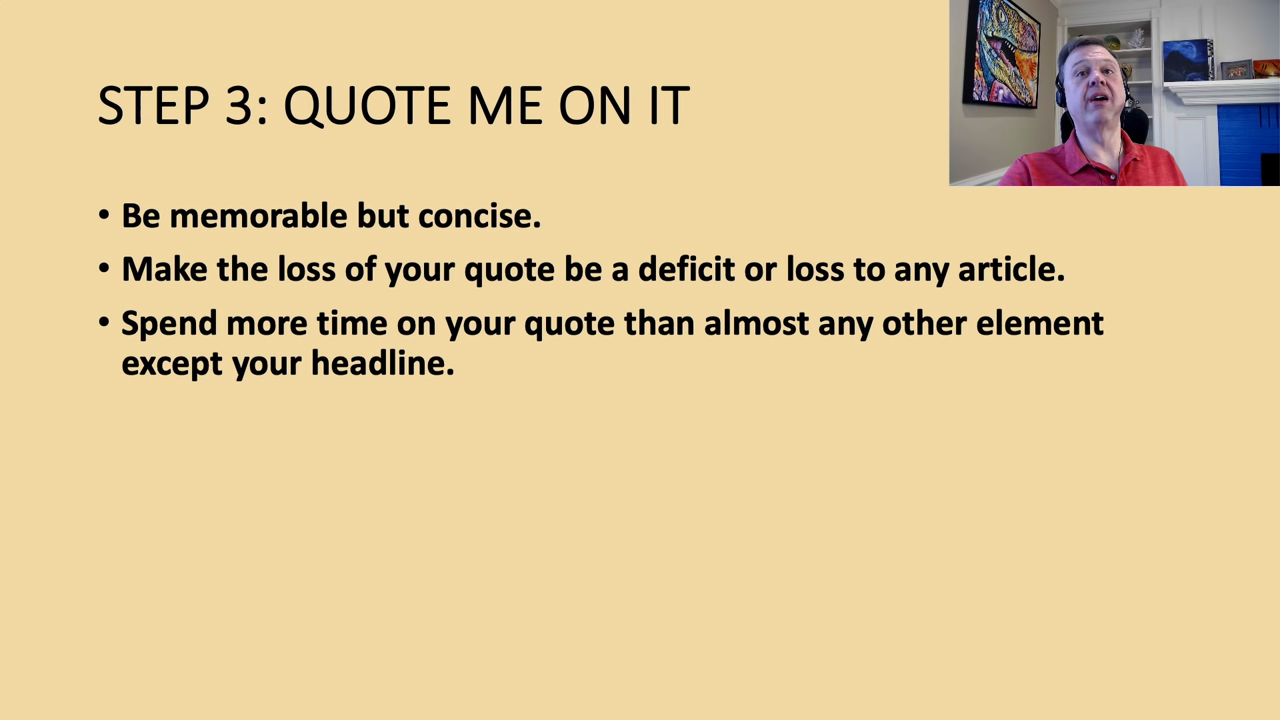 STEP 3: QUOTE ME ON IT
• Be memorable but concise.
• Make the loss of your quote be a deficit or loss to any article.
• Spend more time on your quote than almost any other element
except your headline.